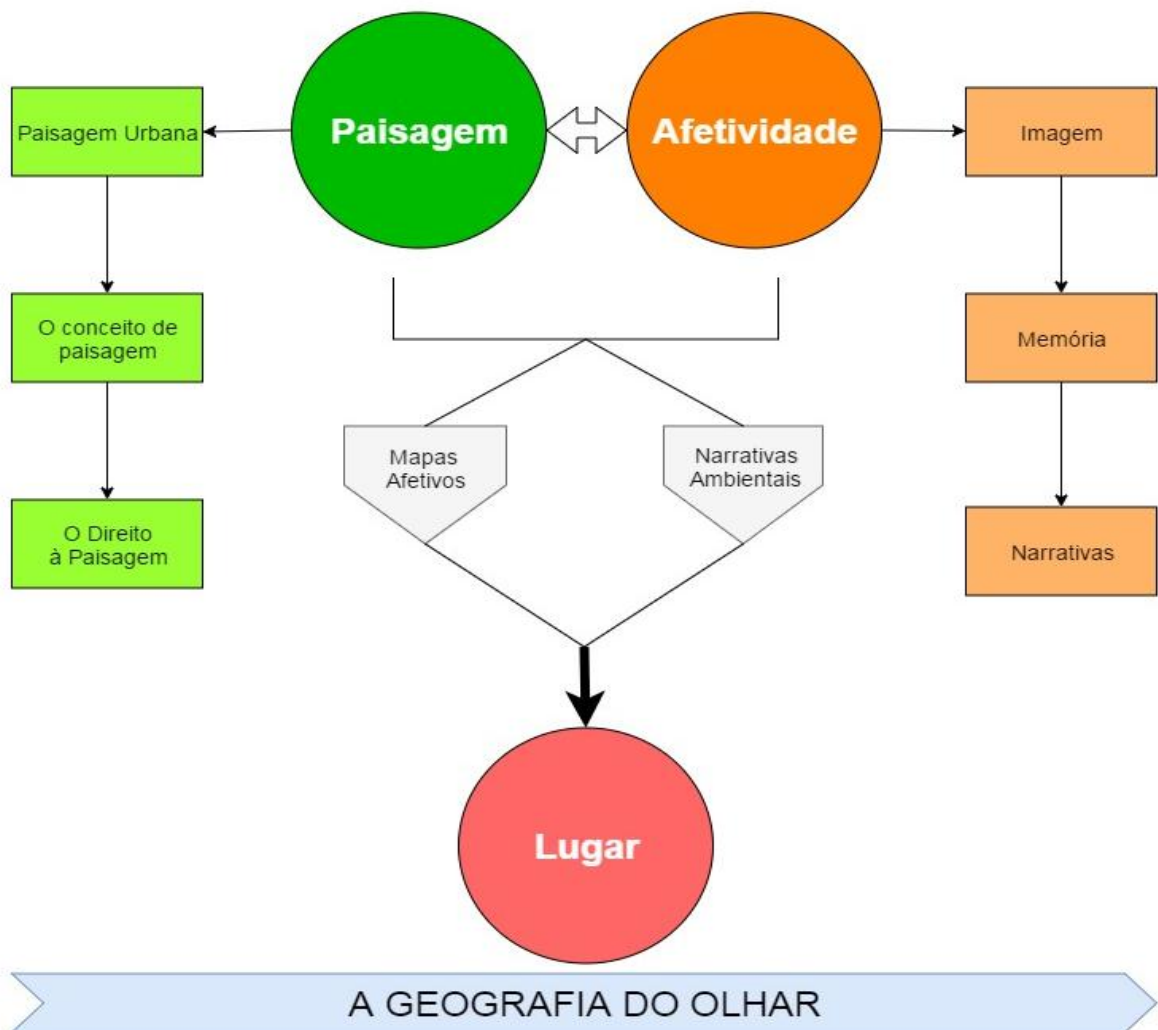 Paisagem
Afetividade
Paisagem Urbana
Imagem
O conceito de
paisagem
Memória
Mapas
Afetivos
Narrativas
Ambientais
O Direito
à Paisagem
Narrativas
Lugar
A GEOGRAFIA DO OLHAR